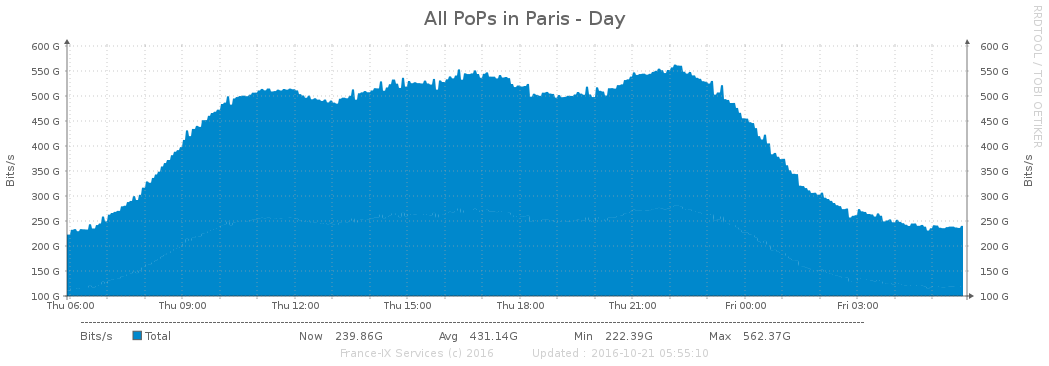 All PoPs in Paris - Day
RRDTOOL / TOBI OETIKER
Bits/s
Bits/s
600 G 600 G
550 G 550 G
500 G 500 G
450 G 450 G
400 G 400 G
350 G 350 G
300 G 300 G
250 G 250 G
200 G 200 G
150 G 150 G
100 G 100 G
Thu 06:00 Thu 09:00 Thu 12:00 Thu 15:00 Thu 18:00 Thu 21:00 Fri 00:00 Fri 03:00
Bits/s Total Now 239.86G Avg 431.14G Min 222.39G Max 562.37G
France-IX Services (c) 2016 Updated : 2016-10-21 05:55:10